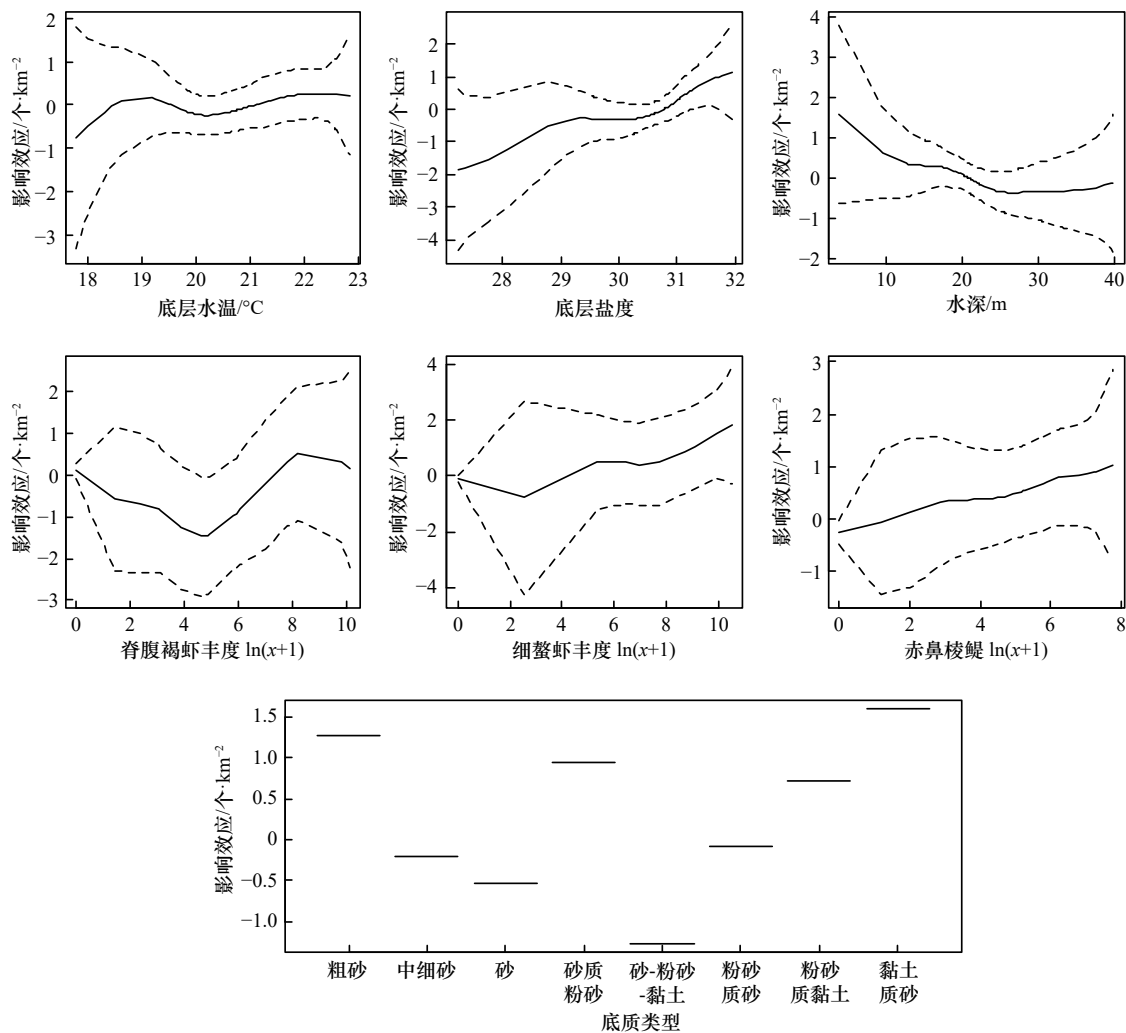 影响效应/个·km⁻²
2
1
0
−1
−2
−3
18 19 20 21 22 23
底层水温/°C
影响效应/个·km⁻²
2
1
0
−1
−2
−3
−4
28 29 30 31 32
底层盐度
影响效应/个·km⁻²
4
3
2
1
0
−1
−2
10 20 30 40
水深/m
影响效应/个·km⁻²
2
1
0
−1
−2
−3
0 2 4 6 8 10
脊腹褐虾丰度 ln(x+1)
影响效应/个·km⁻²
4
2
0
−2
−4
0 2 4 6 8 10
细螯虾丰度 ln(x+1)
影响效应/个·km⁻²
3
2
1
0
−1
0 2 4 6 8
赤鼻棱鳀 ln(x+1)
影响效应/个·km⁻²
1.5
1.0
0.5
0
−0.5
−1.0
粗砂
中细砂
砂
砂质
粉砂
砂-粉砂
-黏土
粉砂
质砂
粉砂
质黏土
黏土
质砂
底质类型